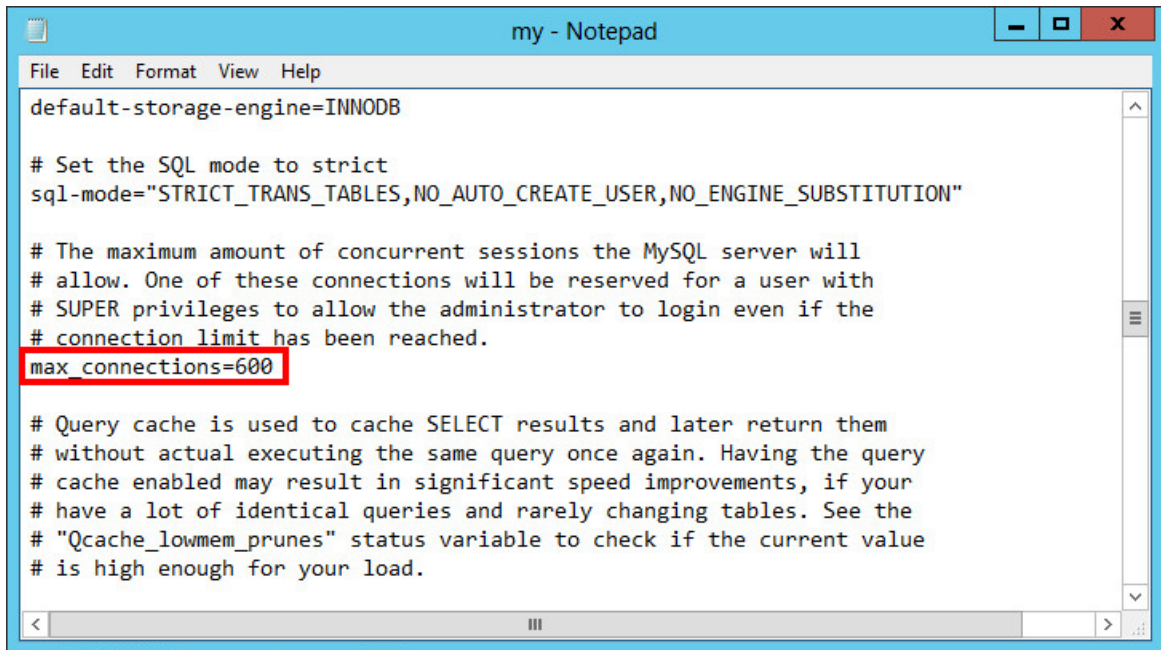 my - Notepad
File Edit Format View Help
default-storage-engine=INNODB
# Set the SQL mode to strict
sql-mode="STRICT_TRANS_TABLES,NO_AUTO_CREATE_USER,NO_ENGINE_SUBSTITUTION"
# The maximum amount of concurrent sessions the MySQL server will
# allow. One of these connections will be reserved for a user with
# SUPER privileges to allow the administrator to login even if the
# connection limit has been reached.
max_connections=600
# Query cache is used to cache SELECT results and later return them
# without actual executing the same query once again. Having the query
# cache enabled may result in significant speed improvements, if your
# have a lot of identical queries and rarely changing tables. See the
# "Qcache_lowmem_prunes" status variable to check if the current value
# is high enough for your load.